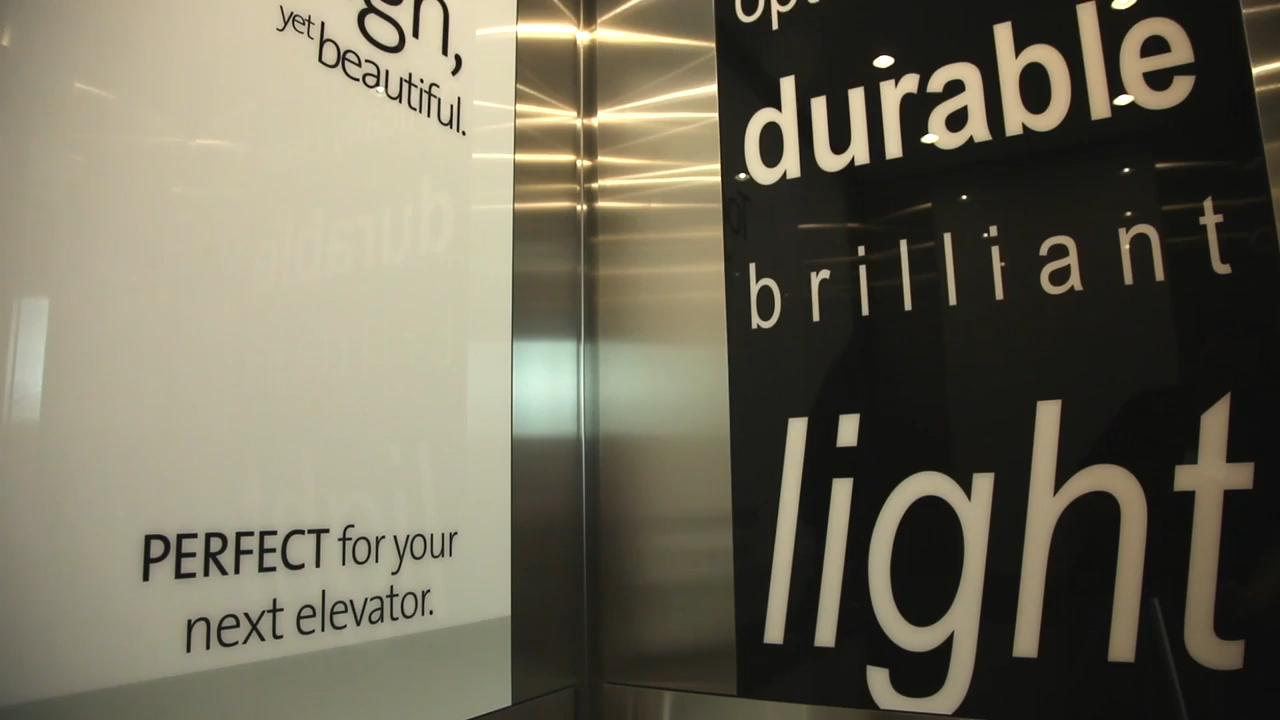 yet beautiful.
PERFECT for your
next elevator.
durable
brilliant
light